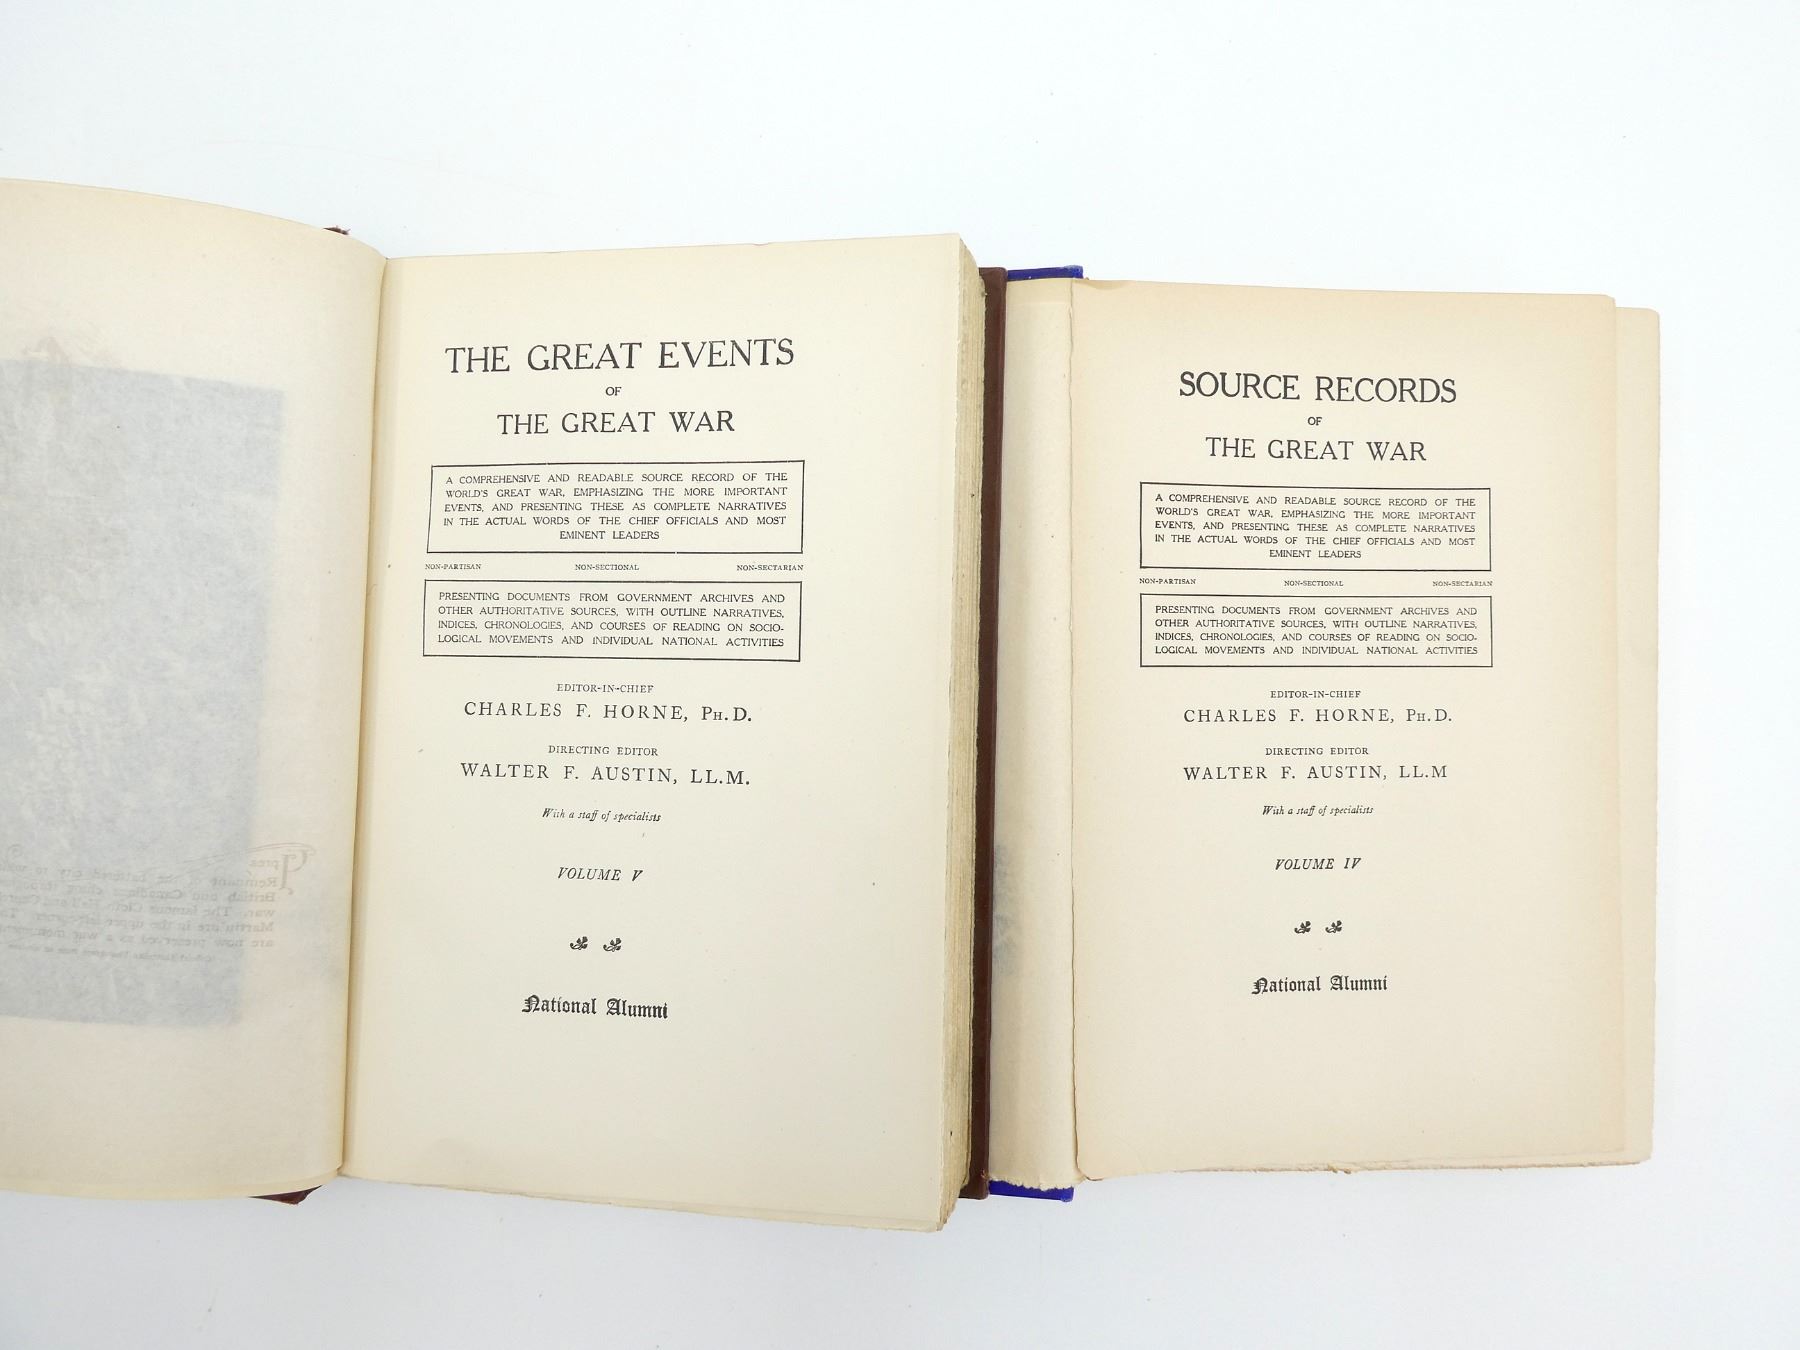 THE GREAT EVENTS
OF
THE GREAT WAR
A COMPREHENSIVE AND READABLE SOURCE RECORD OF THE
WORLD'S GREAT WAR, EMPHASIZING THE MORE IMPORTANT
EVENTS, AND PRESENTING THESE AS COMPLETE NARRATIVES
IN THE ACTUAL WORDS OF THE CHIEF OFFICIALS AND MOST
EMINENT LEADERS
NON-PARTISAN NON-SECTIONAL NON-SECTARIAN
PRESENTING DOCUMENTS FROM GOVERNMENT ARCHIVES AND
OTHER AUTHORITATIVE SOURCES, WITH OUTLINE NARRATIVES,
INDICES, CHRONOLOGIES, AND COURSES OF READING ON SOCIO-
LOGICAL MOVEMENTS AND INDIVIDUAL NATIONAL ACTIVITIES
EDITOR-IN-CHIEF
CHARLES F. HORNE, PH.D.
DIRECTING EDITOR
WALTER F. AUSTIN, LL.M.
With a staff of specialists
VOLUME V
National Alumni
SOURCE RECORDS
OF
THE GREAT WAR
A COMPREHENSIVE AND READABLE SOURCE RECORD OF THE
WORLD'S GREAT WAR, EMPHASIZING THE MORE IMPORTANT
EVENTS, AND PRESENTING THESE AS COMPLETE NARRATIVES
IN THE ACTUAL WORDS OF THE CHIEF OFFICIALS AND MOST
EMINENT LEADERS
NON-PARTISAN NON-SECTIONAL NON-SECTARIAN
PRESENTING DOCUMENTS FROM GOVERNMENT ARCHIVES AND
OTHER AUTHORITATIVE SOURCES, WITH OUTLINE NARRATIVES,
INDICES, CHRONOLOGIES, AND COURSES OF READING ON SOCIO-
LOGICAL MOVEMENTS AND INDIVIDUAL NATIONAL ACTIVITIES
EDITOR-IN-CHIEF
CHARLES F. HORNE, PH.D.
DIRECTING EDITOR
WALTER F. AUSTIN, LL.M
With a staff of specialists
VOLUME IV
National Alumni